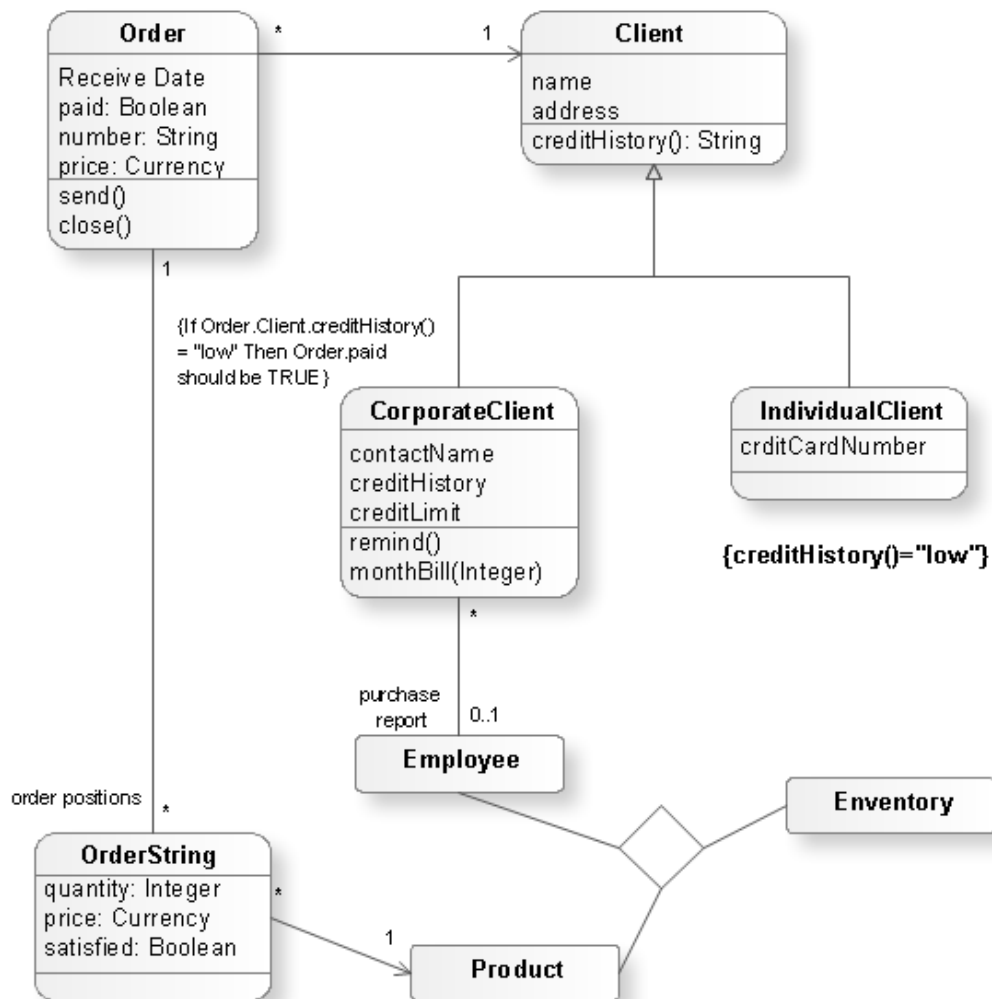 Order
*
1
Client
Receive Date
paid: Boolean
number: String
price: Currency
send()
close()
name
address
creditHistory(): String
1
{If Order.Client.creditHistory()
= "low" Then Order.paid
should be TRUE }
CorporateClient
contactName
creditHistory
creditLimit
remind()
monthBill(Integer)
IndividualClient
crditCardNumber
{creditHistory()="low"}
*
purchase
report
0..1
Employee
Enventory
order positions
*
OrderString
quantity: Integer
price: Currency
satisfied: Boolean
*
1
Product